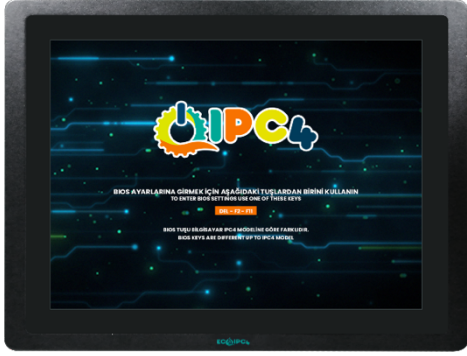 IPC4
BIOS AYARLARINA GİRMEK İÇİN AŞAĞIDAKİ TUŞLARDAN BİRİNİ KULLANIN
TO ENTER BIOS SETTINGS USE ONE OF THESE KEYS
DEL - F2 - F11
BIOS TUŞU BİLGİSAYAR IPC4 MODELİNE GÖRE FARKLIDIR.
BIOS KEYS ARE DIFFERENT UP TO IPC4 MODEL.
ECOIPC4